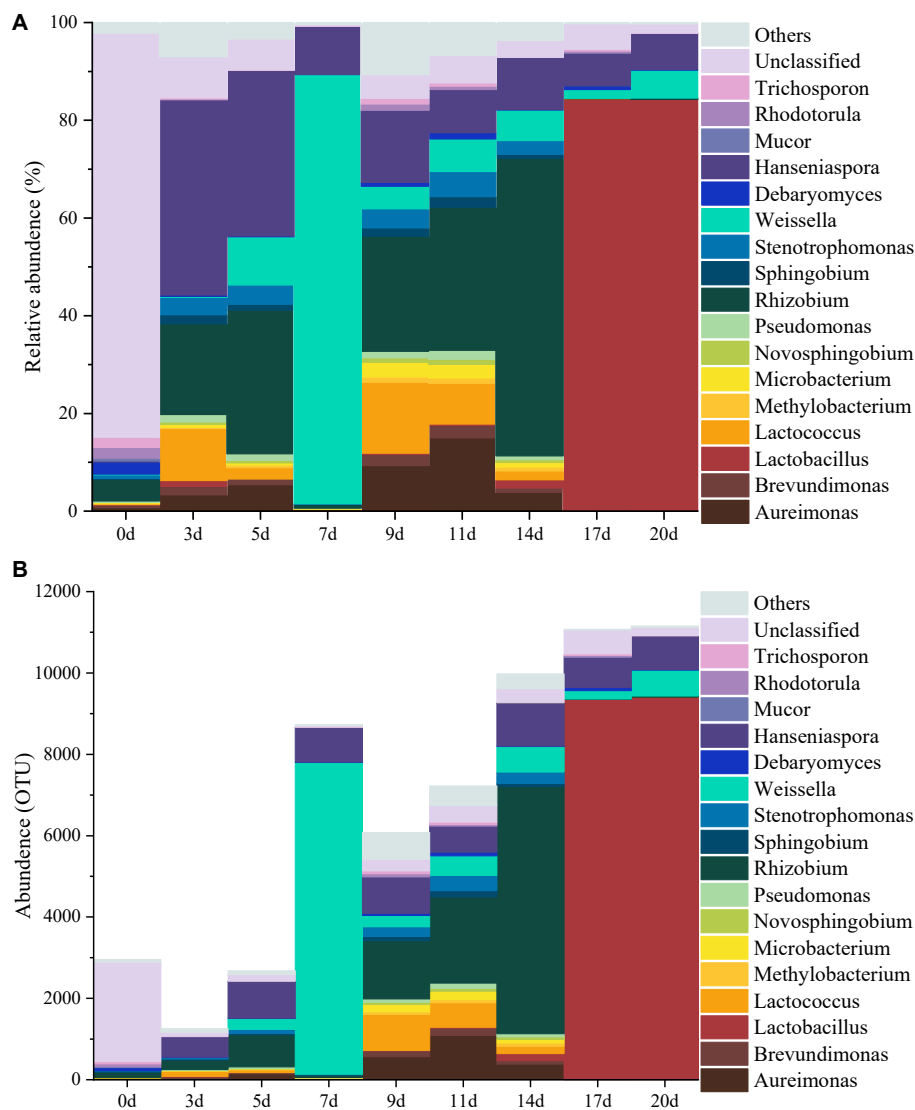 A
100
80
60
40
20
0
Relative abundance (%)
0d 3d 5d 7d 9d 11d 14d 17d 20d
Others
Unclassified
Trichosporon
Rhodotorula
Mucor
Hanseniaspora
Debaryomyces
Weissella
Stenotrophomonas
Sphingobium
Rhizobium
Pseudomonas
Novosphingobium
Microbacterium
Methylobacterium
Lactococcus
Lactobacillus
Brevundimonas
Aureimonas
B
12000
10000
8000
6000
4000
2000
0
Abundence (OTU)
0d 3d 5d 7d 9d 11d 14d 17d 20d
Others
Unclassified
Trichosporon
Rhodotorula
Mucor
Hanseniaspora
Debaryomyces
Weissella
Stenotrophomonas
Sphingobium
Rhizobium
Pseudomonas
Novosphingobium
Microbacterium
Methylobacterium
Lactococcus
Lactobacillus
Brevundimonas
Aureimonas